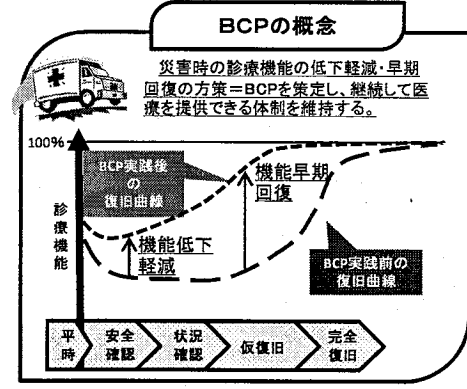 BCPの概念
災害時の診療機能の低下軽減・早期
回復の方策＝BCPを策定し、継続して医
療を提供できる体制を維持する。
100%
BCP実践後
の
復旧曲線
機能早期
回復
診療機能
機能低下
軽減
BCP実践前の
復旧曲線
平時
安全
確認
状況
確認
仮復旧
完全
復旧